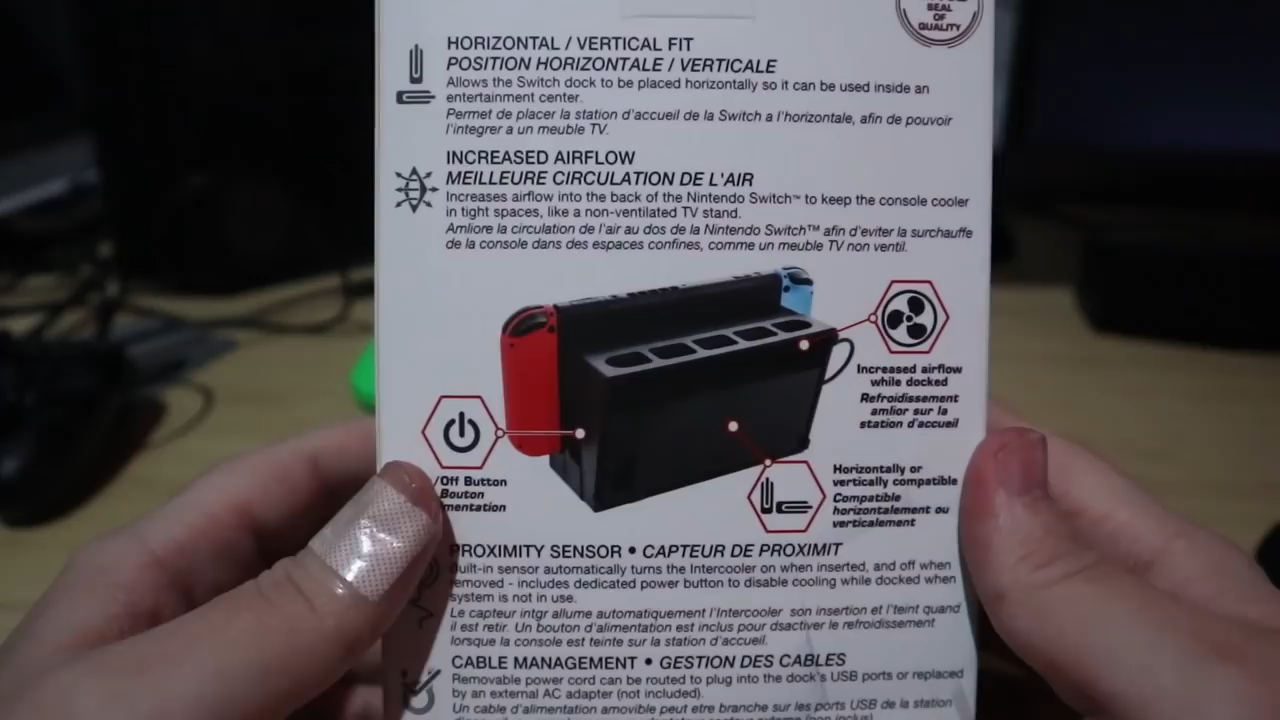 SEAL
OF
QUALITY
HORIZONTAL / VERTICAL FIT
POSITION HORIZONTALE / VERTICALE
Allows the Switch dock to be placed horizontally so it can be used inside an
entertainment center.
Permet de placer la station d'accueil de la Switch a l'horizontale, afin de pouvoir
l'integrer a un meuble TV.
INCREASED AIRFLOW
MEILLEURE CIRCULATION DE L'AIR
Increases airflow into the back of the Nintendo Switch™ to keep the console cooler
in tight spaces, like a non-ventilated TV stand.
Amliore la circulation de l'air au dos de la Nintendo Switch™ afin d'eviter la surchauffe
de la console dans des espaces confines, comme un meuble TV non ventil.
Increased airflow
while docked
Refroidissement
amlior sur la
station d'accueil
/Off Button
Bouton
mentation
Horizontally or
vertically compatible
Compatible
horizontalement ou
verticalement
PROXIMITY SENSOR • CAPTEUR DE PROXIMIT
Built-in sensor automatically turns the Intercooler on when inserted, and off when
removed - includes dedicated power button to disable cooling while docked when
system is not in use.
Le capteur intgr allume automatiquement l'Intercooler son insertion et l'teint quand
il est retir. Un bouton d'alimentation est inclus pour dsactiver le refroidissement
lorsque la console est teinte sur la station d'accueil.
CABLE MANAGEMENT • GESTION DES CABLES
Removable power cord can be routed to plug into the dock's USB ports or replaced
by an external AC adapter (not included).
Un cable d'alimentation amovible peut etre branche sur les ports USB de la station